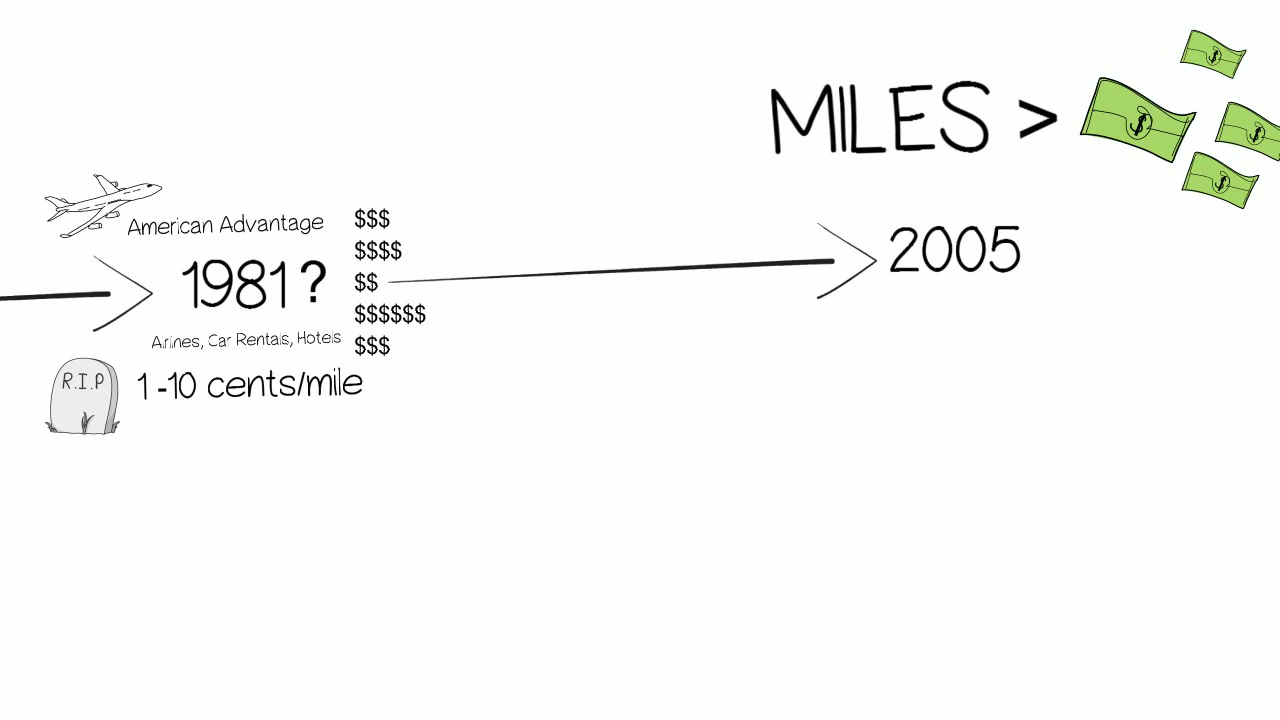 MILES >
American Advantage
1981?
Airlines, Car Rentals, Hotels
R.I.P
1-10 cents/mile
$$$
$$$$
$$
$$$$$$
$$$
2005
$
$
$
$